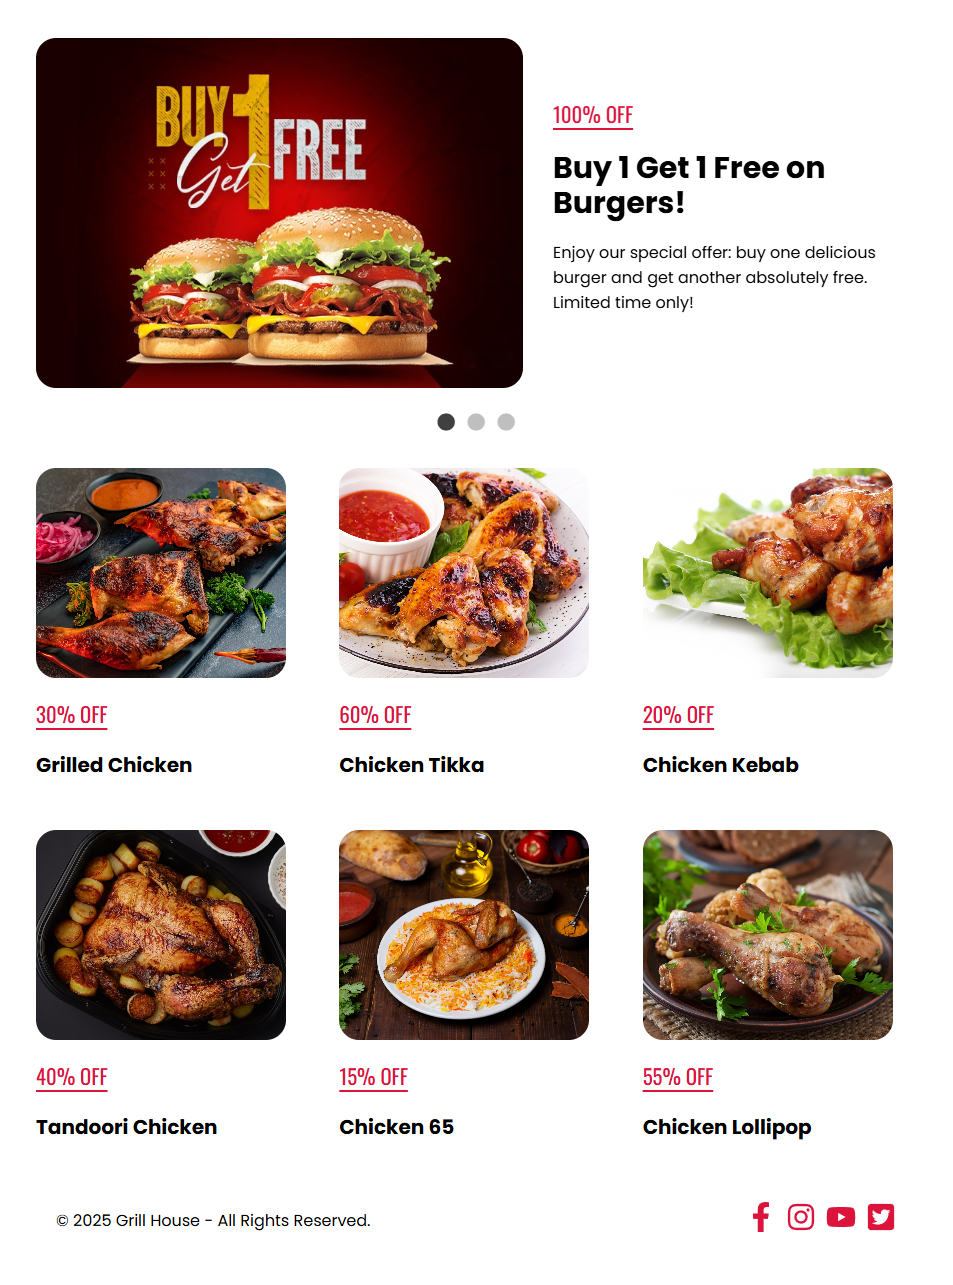 BUY 1
Get FREE
100% OFF
Buy 1 Get 1 Free on
Burgers!
Enjoy our special offer: buy one delicious
burger and get another absolutely free.
Limited time only!
30% OFF
60% OFF
20% OFF
Grilled Chicken
Chicken Tikka
Chicken Kebab
40% OFF
15% OFF
55% OFF
Tandoori Chicken
Chicken 65
Chicken Lollipop
© 2025 Grill House - All Rights Reserved.